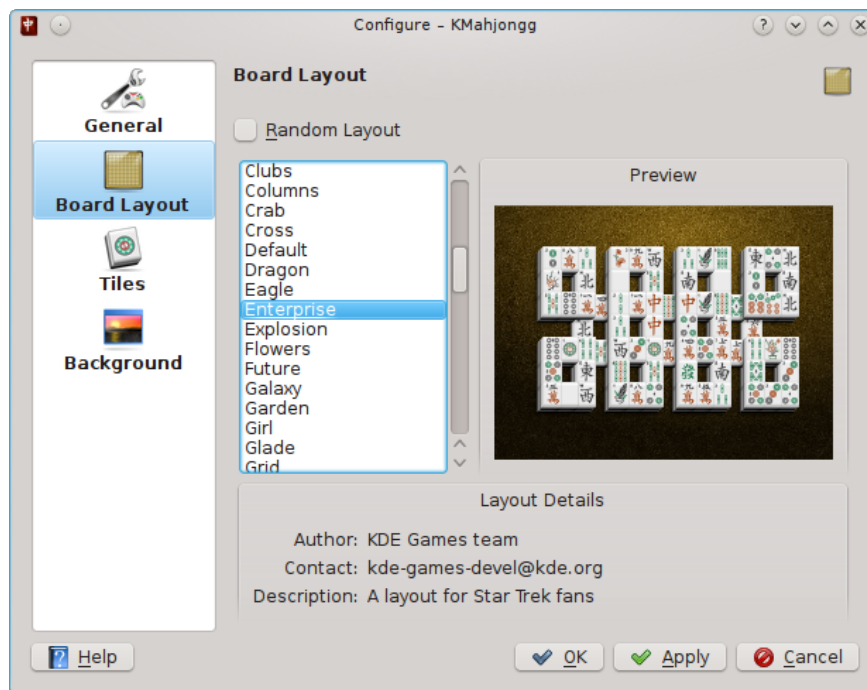 Configure – KMahjongg
General
Board Layout
Tiles
Background
Board Layout
Random Layout
Clubs
Columns
Crab
Cross
Default
Dragon
Eagle
Enterprise
Explosion
Flowers
Future
Galaxy
Garden
Girl
Glade
Grid
Preview
Layout Details
Author: KDE Games team
Contact: kde-games-devel@kde.org
Description: A layout for Star Trek fans
Help
OK
Apply
Cancel